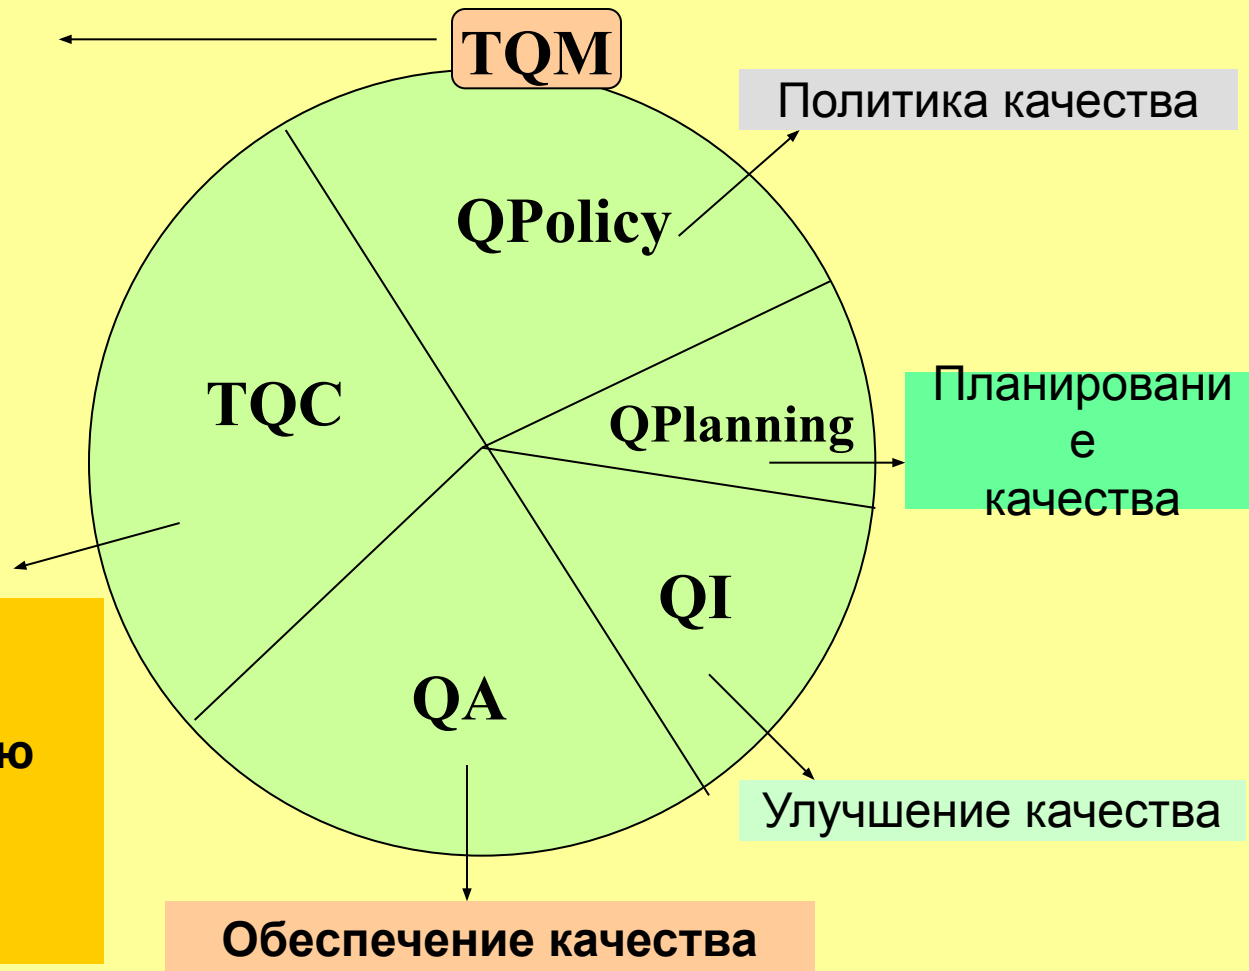 TQM
Политика качества
QPolicy
TQC
QPlanning
Планировани
е
качества
QI
QA
ю
Улучшение качества
Обеспечение качества